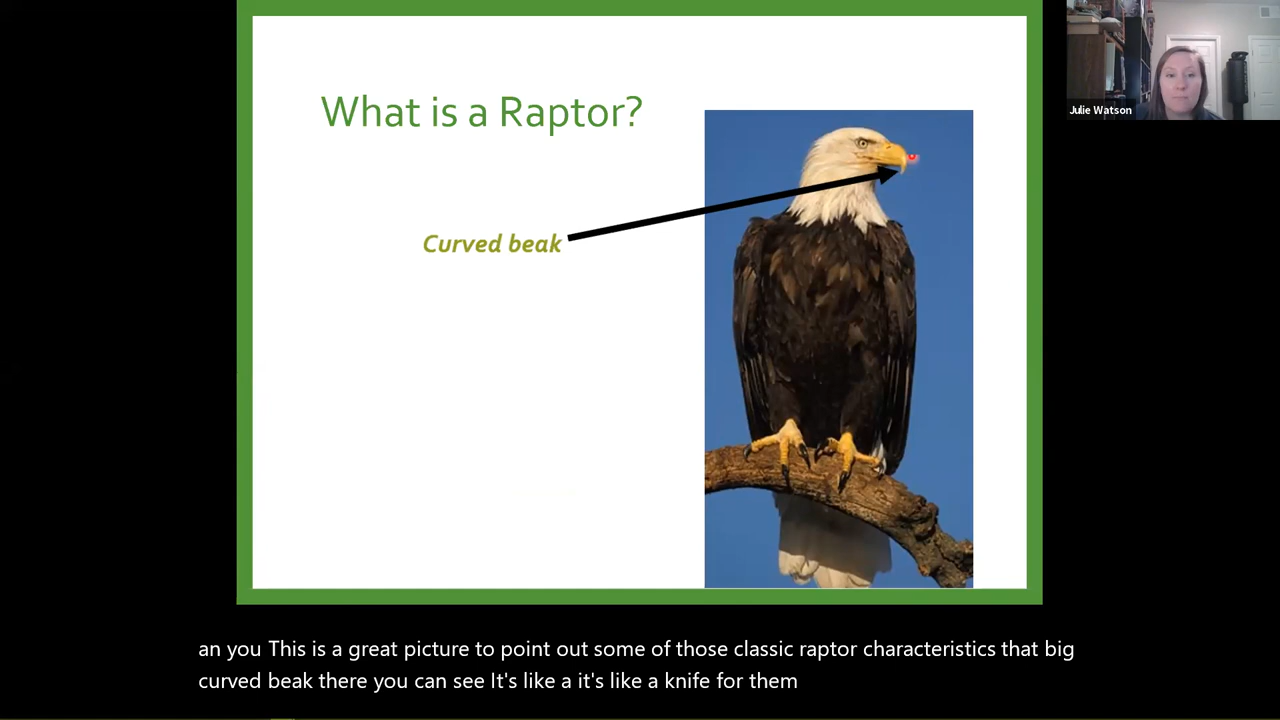 What is a Raptor?
Julie Watson
Curved beak
an you This is a great picture to point out some of those classic raptor characteristics that big
curved beak there you can see It's like a it's like a knife for them